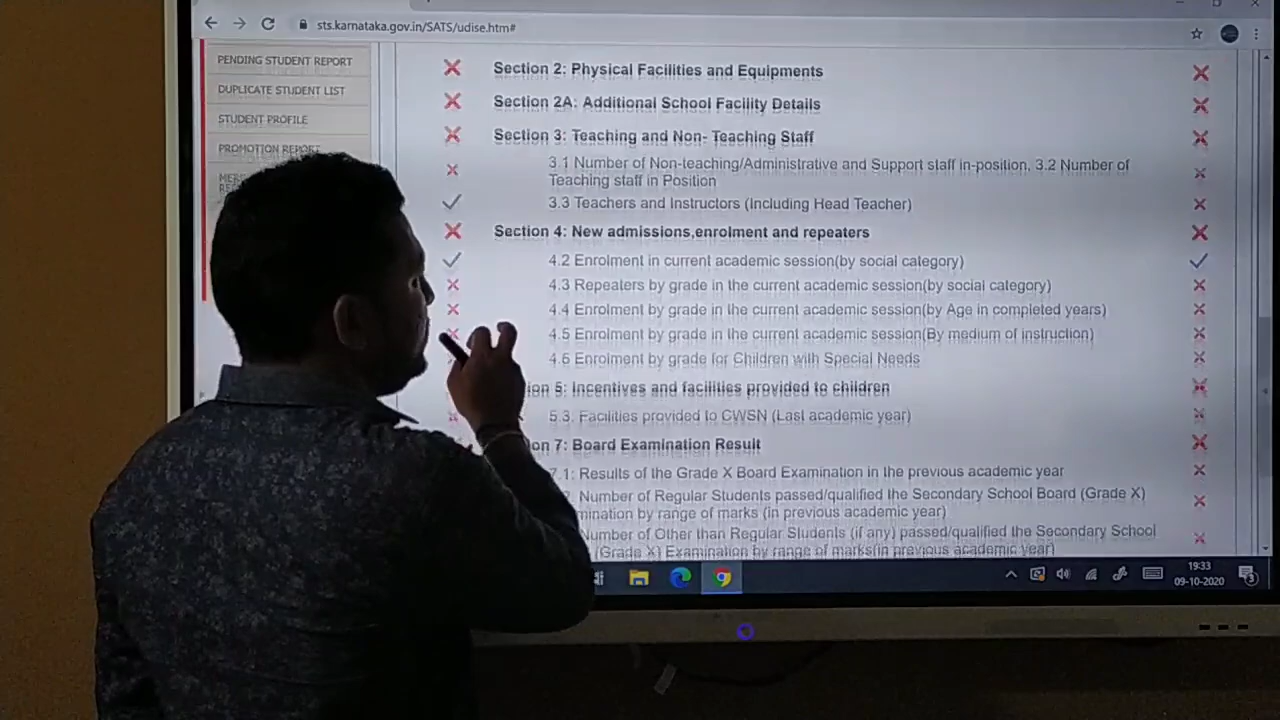 sts.karnataka.gov.in/SATS/udise.htm#
PENDING STUDENT REPORT
DUPLICATE STUDENT LIST
STUDENT PROFILE
PROMOTION REPORT
Section 2: Physical Facilities and Equipments
Section 2A: Additional School Facility Details
Section 3: Teaching and Non- Teaching Staff
3.1 Number of Non-teaching/Administrative and Support staff in-position, 3.2 Number of
Teaching staff in Position
3.3 Teachers and Instructors (Including Head Teacher)
Section 4: New admissions,enrolment and repeaters
4.2 Enrolment in current academic session(by social category)
4.3 Repeaters by grade in the current academic session(by social category)
4.4 Enrolment by grade in the current academic session(by Age in completed years)
4.5 Enrolment by grade in the current academic session(By medium of instruction)
4.6 Enrolment by grade for Children with Special Needs
ion 5: Incentives and facilities provided to children
5.3. Facilities provided to CWSN (Last academic year)
on 7: Board Examination Result
7.1: Results of the Grade X Board Examination in the previous academic year
Number of Regular Students passed/qualified the Secondary School Board (Grade X)
mination by range of marks (in previous academic year)
Number of Other than Regular Students (if any) passed/qualified the Secondary School
(Grade X) Examination by range of marks(in previous academic year)
19:33
09-10-2020
3